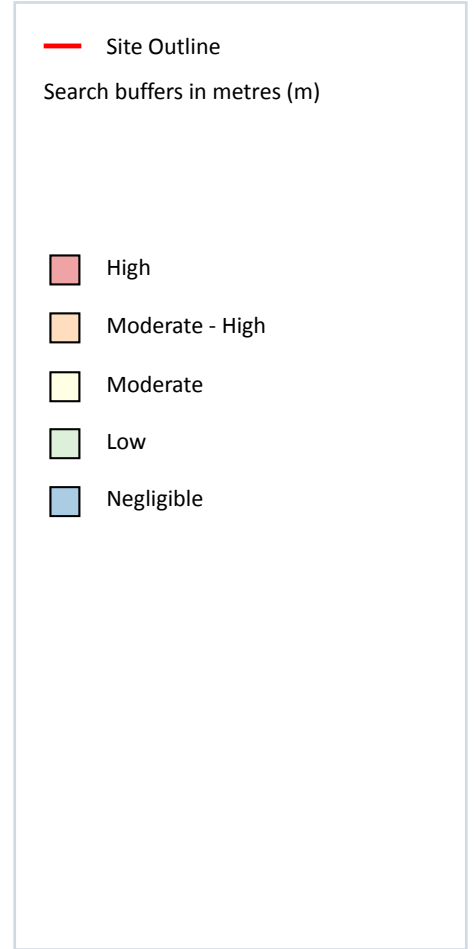 Site Outline
Search buffers in metres (m)
High
Moderate - High
Moderate
Low
Negligible